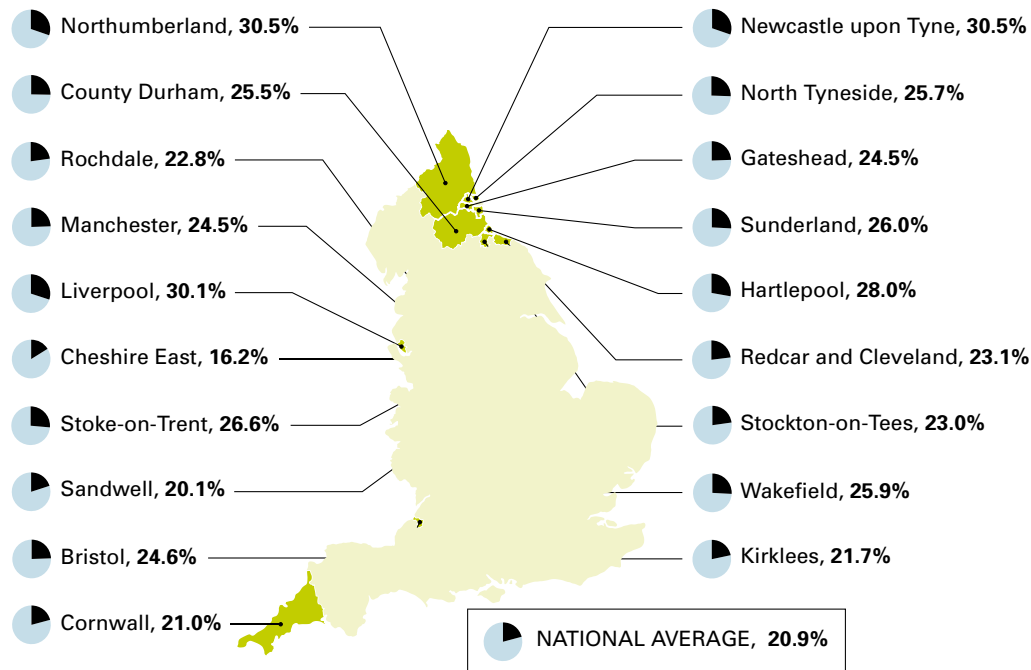 Northumberland, 30.5%
County Durham, 25.5%
Rochdale, 22.8%
Manchester, 24.5%
Liverpool, 30.1%
Cheshire East, 16.2%
Stoke-on-Trent, 26.6%
Sandwell, 20.1%
Bristol, 24.6%
Cornwall, 21.0%
Newcastle upon Tyne, 30.5%
North Tyneside, 25.7%
Gateshead, 24.5%
Sunderland, 26.0%
Hartlepool, 28.0%
Redcar and Cleveland, 23.1%
Stockton-on-Tees, 23.0%
Wakefield, 25.9%
Kirklees, 21.7%
NATIONAL AVERAGE, 20.9%